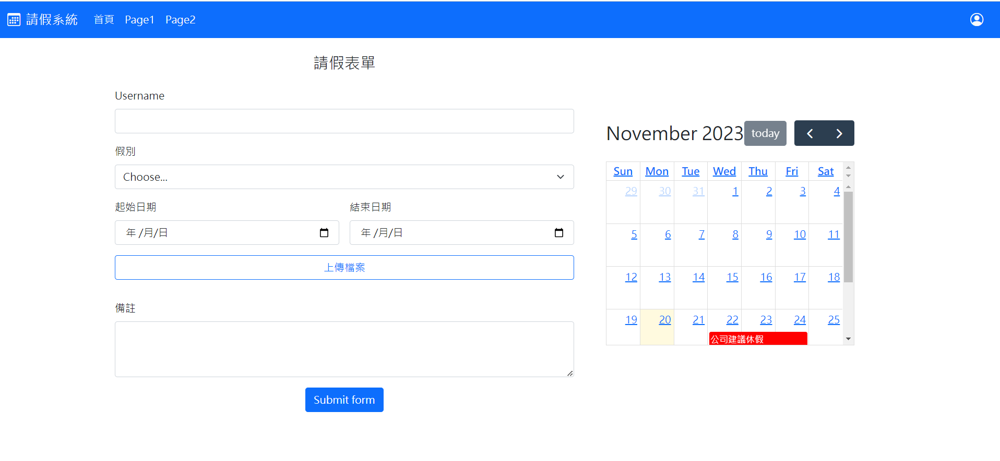 請假系統 首頁 Page1 Page2
請假表單
Username
假別
Choose...
起始日期 結束日期
年 /月/日 年 /月/日
上傳檔案
備註
Submit form
November 2023 today
Sun Mon Tue Wed Thu Fri Sat
29 30 31 1 2 3 4
5 6 7 8 9 10 11
12 13 14 15 16 17 18
19 20 21 22 23 24 25
公司建議休假